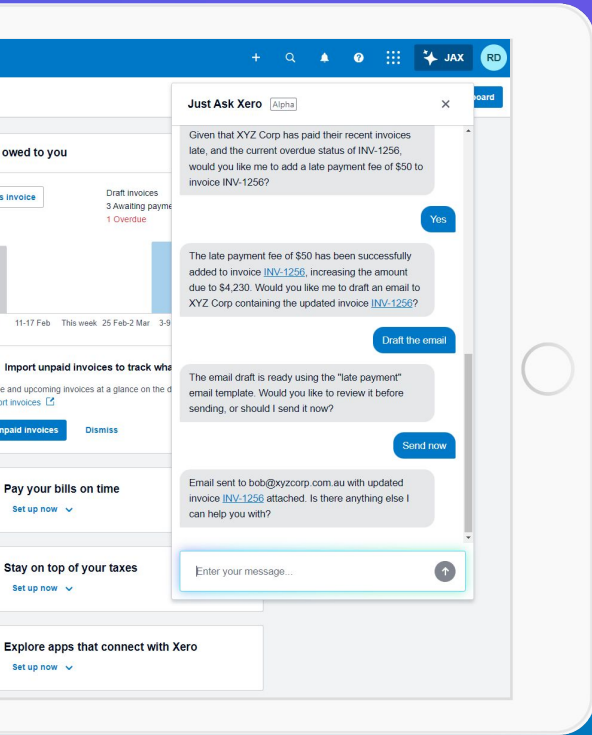 JAX
RD
oard
Just Ask Xero Alpha
Given that XYZ Corp has paid their recent invoices
late, and the current overdue status of INV-1256,
would you like me to add a late payment fee of $50 to
invoice INV-1256?
Yes
The late payment fee of $50 has been successfully
added to invoice INV-1256, increasing the amount
due to $4,230. Would you like me to draft an email to
XYZ Corp containing the updated invoice INV-1256?
Draft the email
The email draft is ready using the "late payment"
email template. Would you like to review it before
sending, or should I send it now?
Send now
Email sent to bob@xyzcorp.com.au with updated
invoice INV-1256 attached. Is there anything else I
can help you with?
Enter your message...
owed to you
s invoice
Draft invoices
3 Awaiting payme
1 Overdue
11-17 Feb This week 25 Feb-2 Mar 3-9
Import unpaid invoices to track wha
e and upcoming invoices at a glance on the d
ort invoices
npaid invoices Dismiss
Pay your bills on time
Set up now
Stay on top of your taxes
Set up now
Explore apps that connect with Xero
Set up now